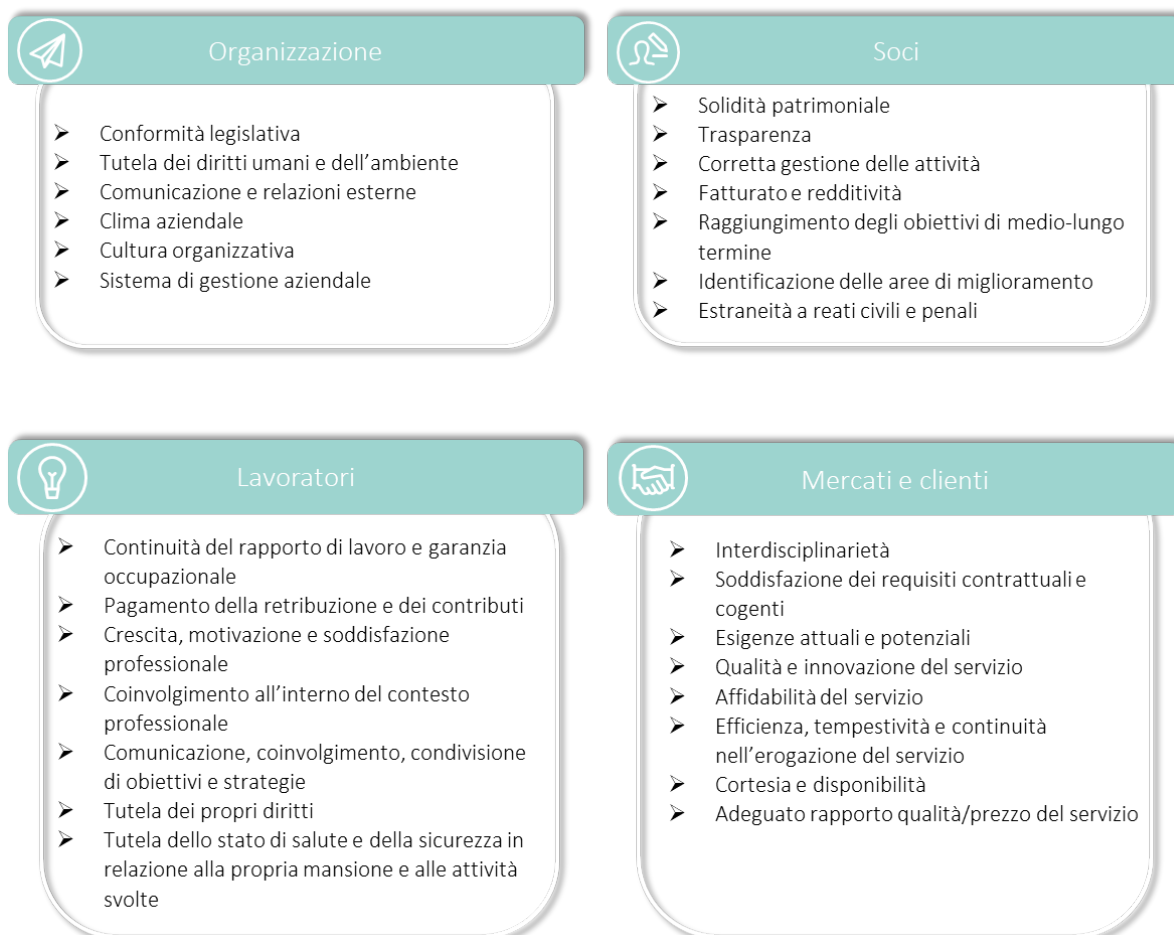 Organizzazione
➢ Conformità legislativa
➢ Tutela dei diritti umani e dell'ambiente
➢ Comunicazione e relazioni esterne
➢ Clima aziendale
➢ Cultura organizzativa
➢ Sistema di gestione aziendale
Soci
➢ Solidità patrimoniale
➢ Trasparenza
➢ Corretta gestione delle attività
➢ Fatturato e redditività
➢ Raggiungimento degli obiettivi di medio-lungo
termine
➢ Identificazione delle aree di miglioramento
➢ Estraneità a reati civili e penali
Lavoratori
➢ Continuità del rapporto di lavoro e garanzia
occupazionale
➢ Pagamento della retribuzione e dei contributi
➢ Crescita, motivazione e soddisfazione
professionale
➢ Coinvolgimento all'interno del contesto
professionale
➢ Comunicazione, coinvolgimento, condivisione
di obiettivi e strategie
➢ Tutela dei propri diritti
➢ Tutela dello stato di salute e della sicurezza in
relazione alla propria mansione e alle attività
svolte
Mercati e clienti
➢ Interdisciplinarietà
➢ Soddisfazione dei requisiti contrattuali e
cogenti
➢ Esigenze attuali e potenziali
➢ Qualità e innovazione del servizio
➢ Affidabilità del servizio
➢ Efficienza, tempestività e continuità
nell'erogazione del servizio
➢ Cortesia e disponibilità
➢ Adeguato rapporto qualità/prezzo del servizio